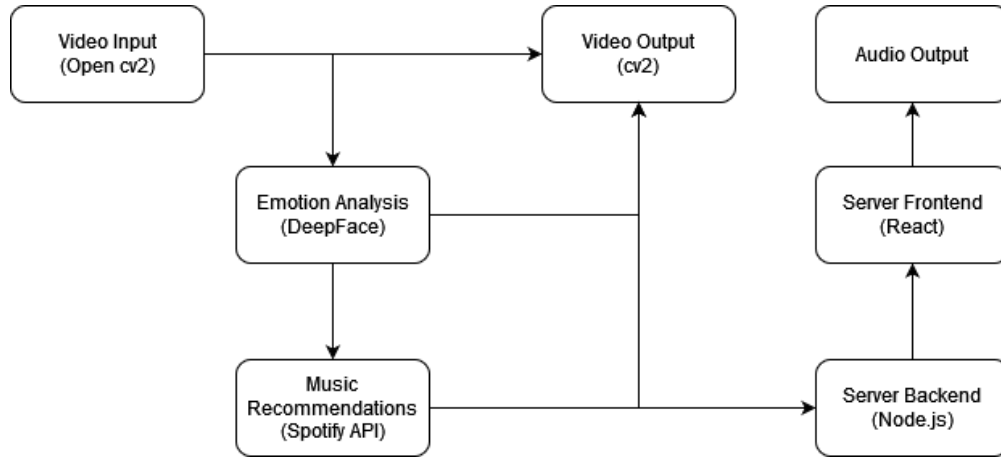 Video Input
(Open cv2)
Video Output
(cv2)
Audio Output
Emotion Analysis
(DeepFace)
Server Frontend
(React)
Music
Recommendations
(Spotify API)
Server Backend
(Node.js)